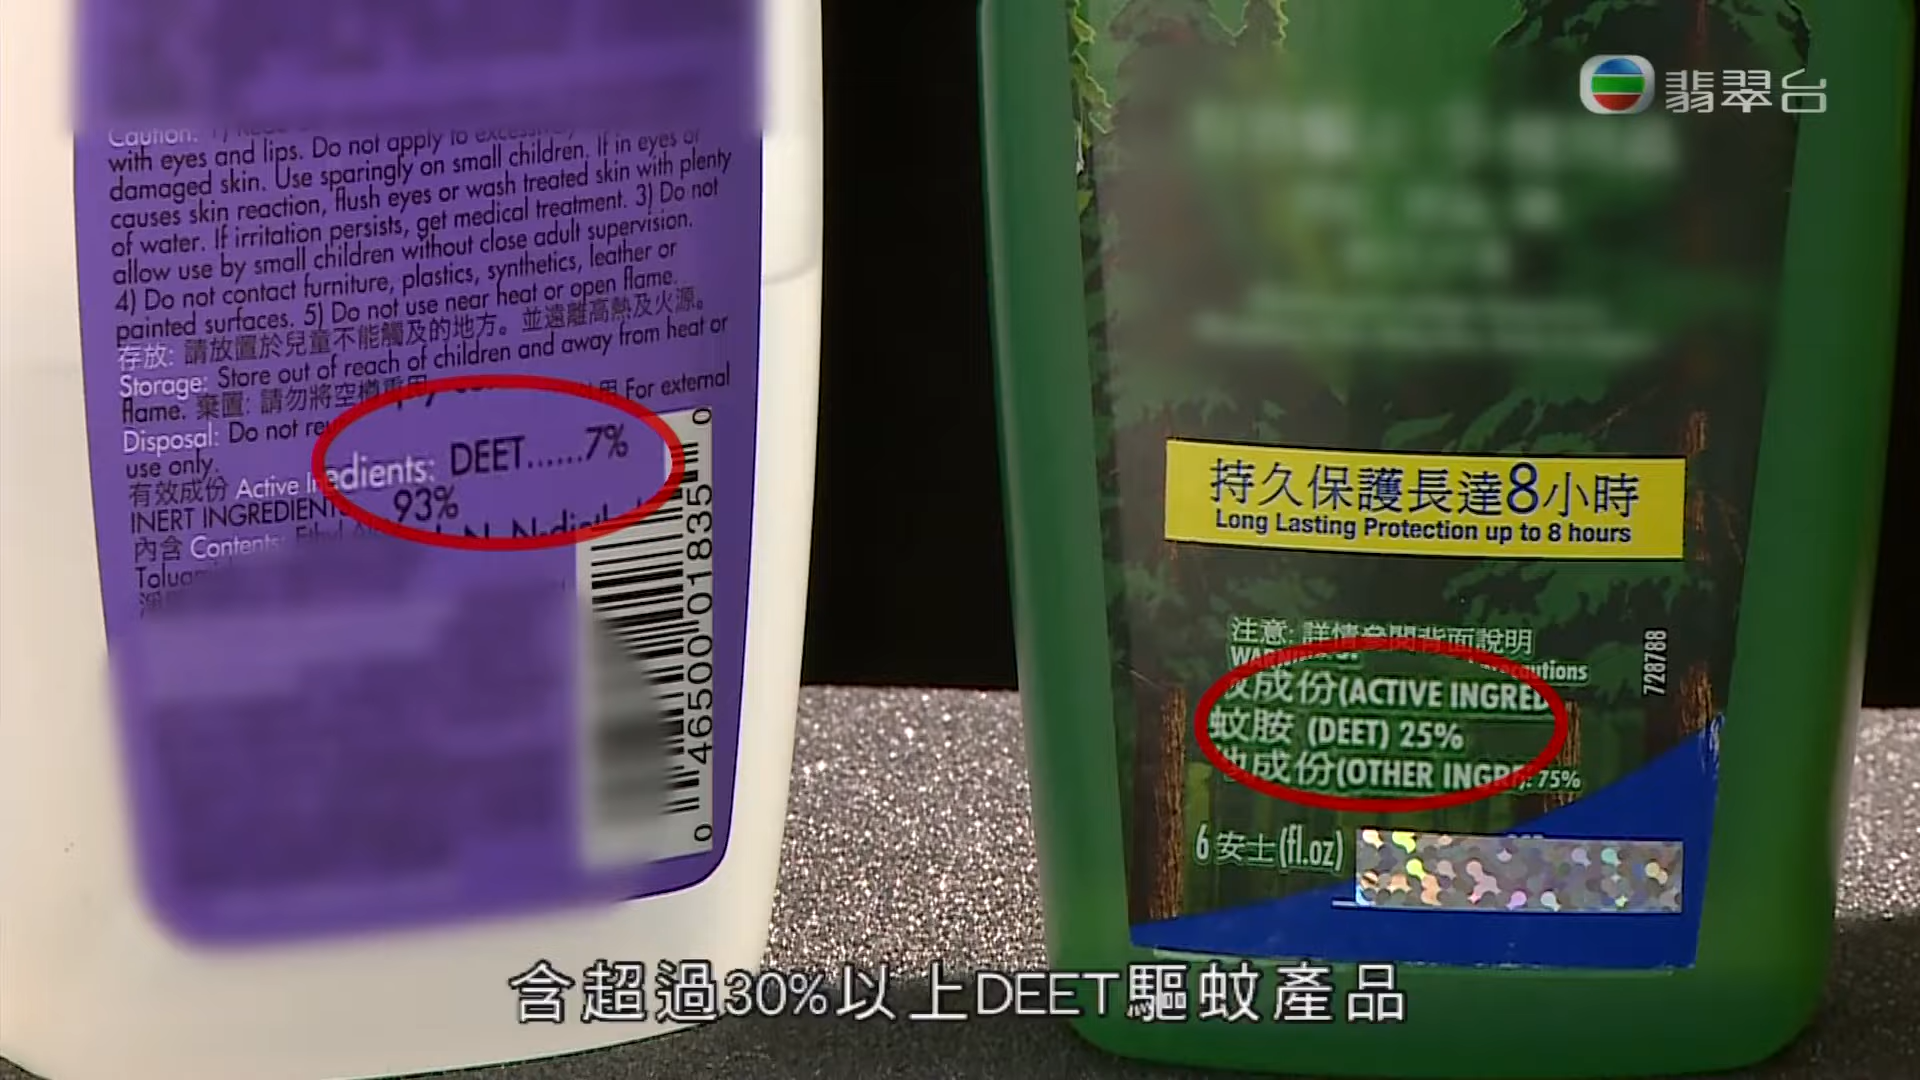 翡翠台
Caution: 1)
with eyes and lips. Do not apply to excessively
damaged skin. Use sparingly on small children. If in eyes or
causes skin reaction, flush eyes or wash treated skin with plenty
of water. If irritation persists, get medical treatment. 3) Do not
allow use by small children without close adult supervision.
4) Do not contact furniture, plastics, synthetics, leather or
painted surfaces. 5) Do not use near heat or open flame.
存放: 請放置於兒童不能觸及的地方。並遠離高熱及火源。
Storage: Store out of reach of children and away from heat or
flame. 棄置: 請勿將空樽重用
Disposal: Do not re For external
use only.
有效成份 Active In edients: DEET......7%
INERT INGREDIENT 93%
內含 Contents: Ethyl
Tolua
0 46500 01835 0
持久保護長達8小時
Long Lasting Protection up to 8 hours
注意: 詳情參閱背面說明
WARN Precautions
成份(ACTIVE INGRED
蚊胺 (DEET) 25%
他成份(OTHER INGR 75%
728788
6 安士(fl.oz)
含超過30%以上DEET驅蚊產品